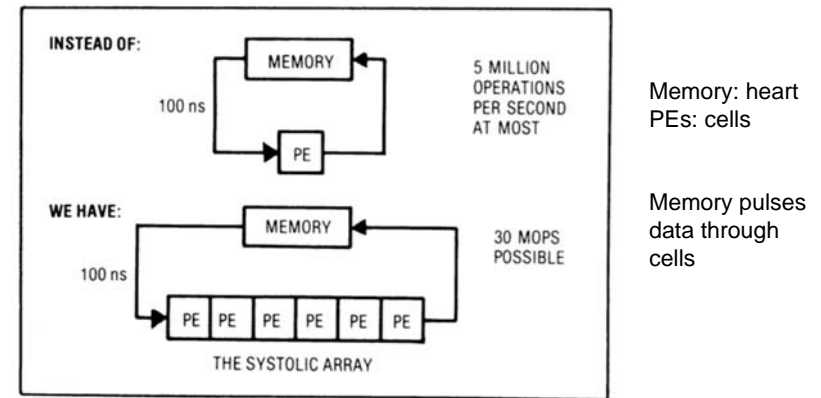 INSTEAD OF:
MEMORY
100 ns
PE
5 MILLION
OPERATIONS
PER SECOND
AT MOST
WE HAVE:
MEMORY
100 ns
PE PE PE PE PE PE
THE SYSTOLIC ARRAY
30 MOPS
POSSIBLE
Memory: heart
PEs: cells
Memory pulses
data through
cells